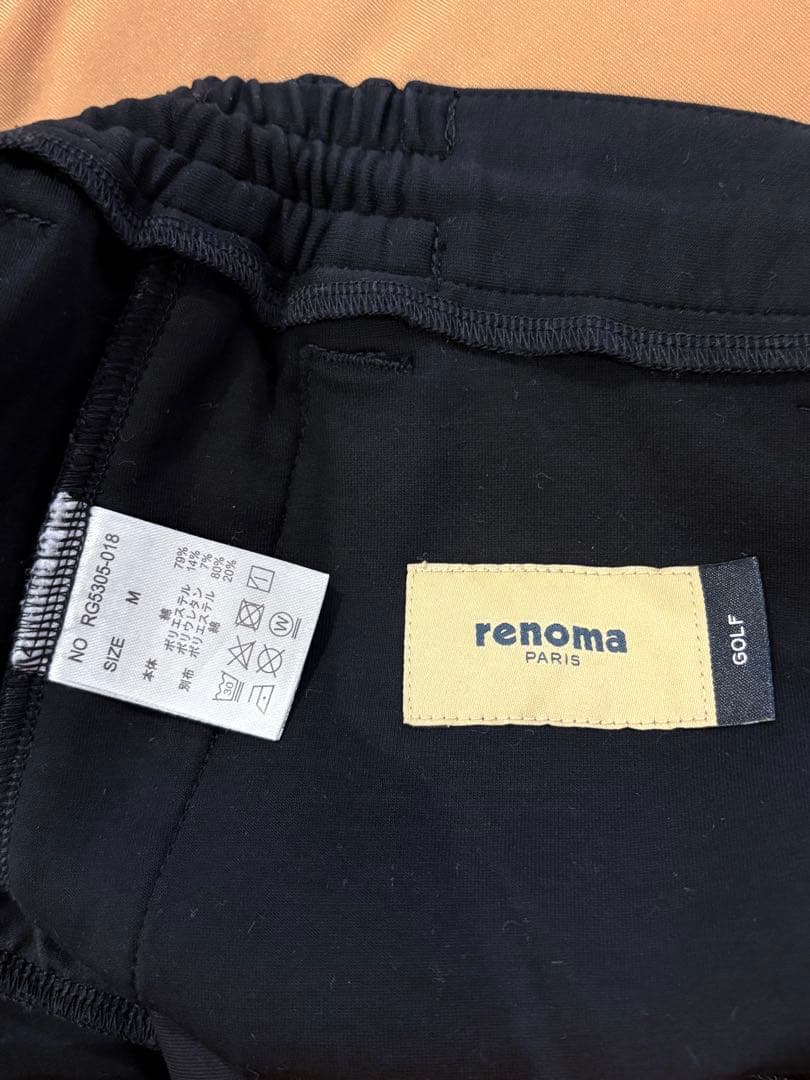 NO RG5305-018
SIZE M
本体 綿 79%
ポリエステル 14%
ポリウレタン 7%
別布 ポリエステル 80%
綿 20%
30
W
renoma
PARIS
GOLF